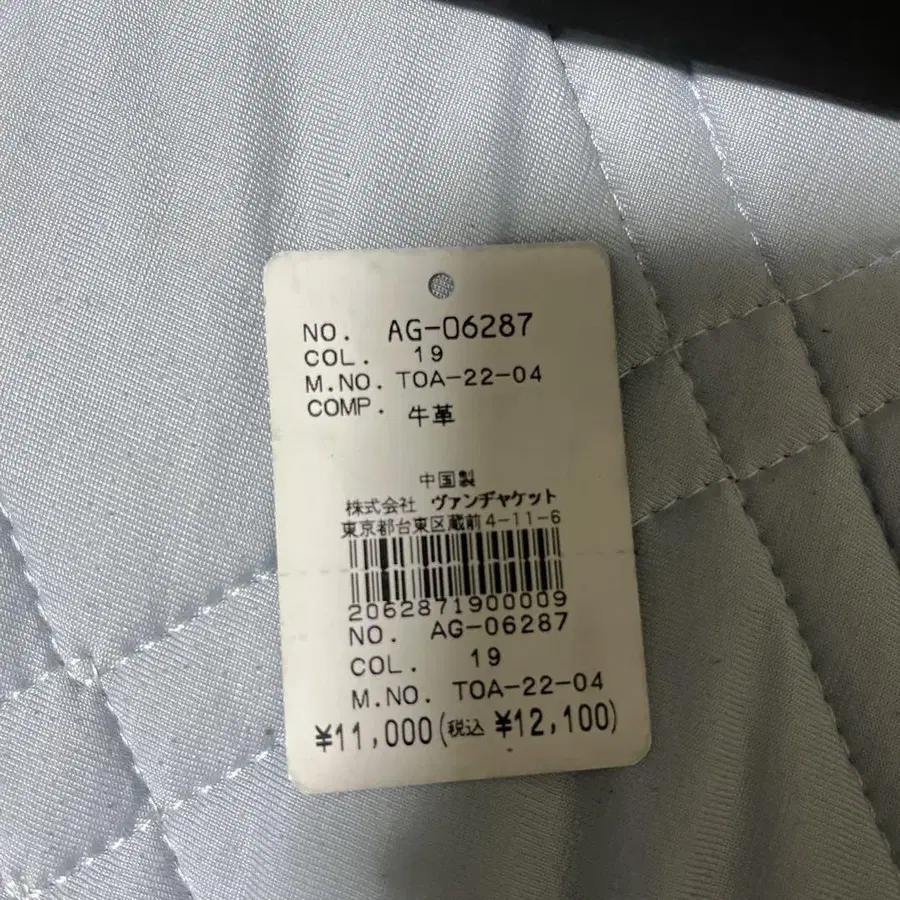 NO. AG-06287
COL. 19
M.NO. TOA-22-04
COMP. 牛革
中国製
株式会社 ヴァンヂャケット
東京都台東区蔵前4-11-6
2062871900009
NO. AG-06287
COL. 19
M.NO. TOA-22-04
¥11,000(税込 ¥12,100)